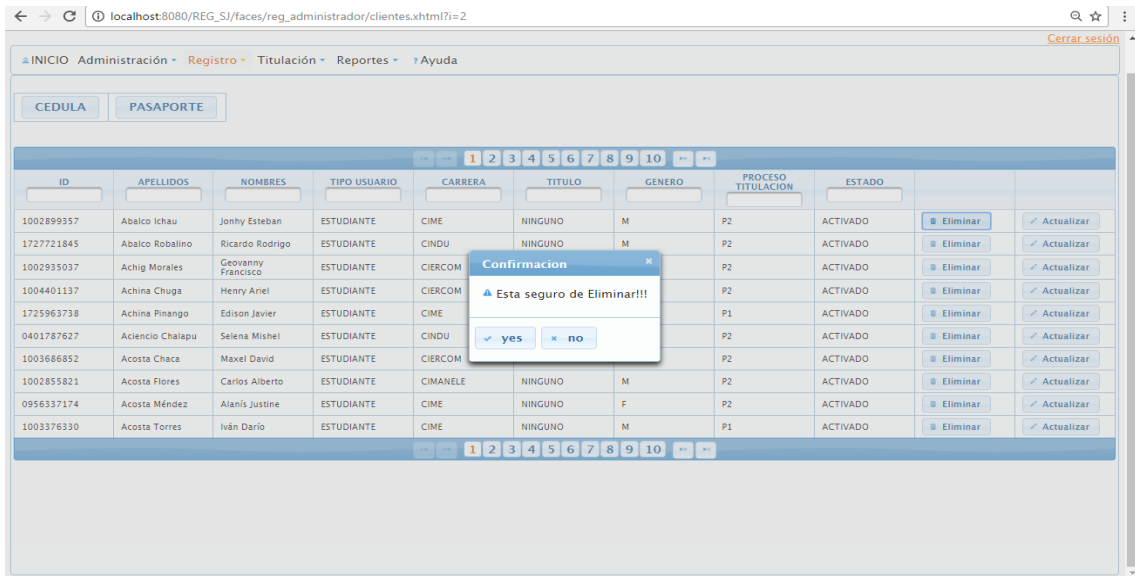 localhost:8080/REG_SJ/faces/reg_administrador/clientes.xhtml?i=2
Cerrar sesión
INICIO Administración Registro Titulación Reportes ? Ayuda
CEDULA PASAPORTE
1 2 3 4 5 6 7 8 9 10
ID APELLIDOS NOMBRES TIPO USUARIO CARRERA TITULO GENERO PROCESO TITULACION ESTADO
1002899357 Abalco Ichau Jonhy Esteban ESTUDIANTE CIME NINGUNO M P2 ACTIVADO Eliminar Actualizar
1727721845 Abalco Robalino Ricardo Rodrigo ESTUDIANTE CINDU NINGUNO M P2 ACTIVADO Eliminar Actualizar
1002935037 Achig Morales Geovanny Francisco ESTUDIANTE CIERCOM P2 ACTIVADO Eliminar Actualizar
1004401137 Achina Chuga Henry Ariel ESTUDIANTE CIERCOM P2 ACTIVADO Eliminar Actualizar
1725963738 Achina Pinango Edison Javier ESTUDIANTE CIME P1 ACTIVADO Eliminar Actualizar
0401787627 Aciencio Chalapu Selena Mishel ESTUDIANTE CINDU P2 ACTIVADO Eliminar Actualizar
1003686852 Acosta Chaca Maxel David ESTUDIANTE CIERCOM P2 ACTIVADO Eliminar Actualizar
1002855821 Acosta Flores Carlos Alberto ESTUDIANTE CIMANELE NINGUNO M P2 ACTIVADO Eliminar Actualizar
0956337174 Acosta Méndez Alanís Justine ESTUDIANTE CIME NINGUNO F P2 ACTIVADO Eliminar Actualizar
1003376330 Acosta Torres Iván Darío ESTUDIANTE CIME NINGUNO M P1 ACTIVADO Eliminar Actualizar
1 2 3 4 5 6 7 8 9 10
Confirmacion
Esta seguro de Eliminar!!!
yes no